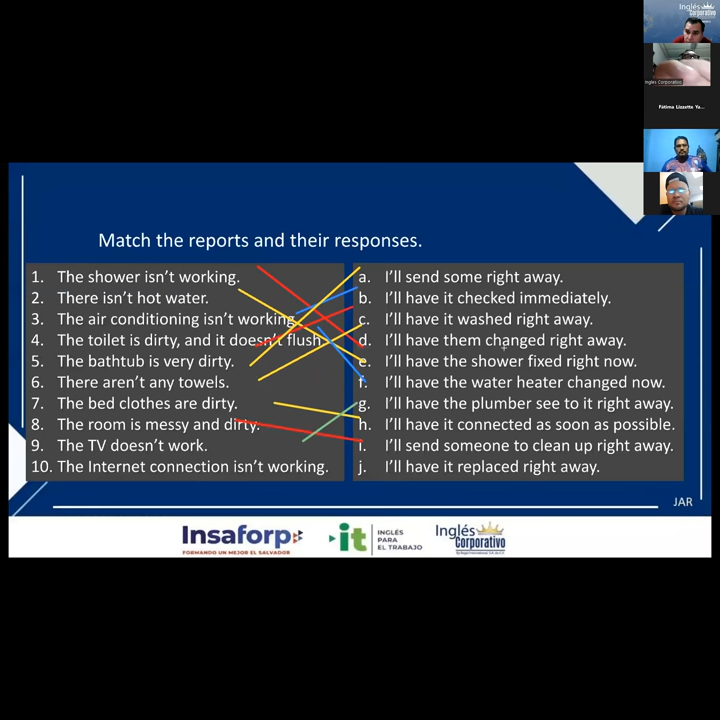 Inglés
Corporativo
Ingles Corporativo
Fátima Lizzette Ya...
Match the reports and their responses.
1. The shower isn't working.
2. There isn't hot water.
3. The air conditioning isn't working.
4. The toilet is dirty, and it doesn't flush.
5. The bathtub is very dirty.
6. There aren't any towels.
7. The bed clothes are dirty.
8. The room is messy and dirty.
9. The TV doesn't work.
10. The Internet connection isn't working.
a. I'll send some right away.
b. I'll have it checked immediately.
c. I'll have it washed right away.
d. I'll have them changed right away.
e. I'll have the shower fixed right now.
f. I'll have the water heater changed now.
g. I'll have the plumber see to it right away.
h. I'll have it connected as soon as possible.
i. I'll send someone to clean up right away.
j. I'll have it replaced right away.
JAR
Insaforp
FORMANDO UN MEJOR EL SALVADOR
it
INGLÉS
PARA
EL TRABAJO
Inglés
Corporativo